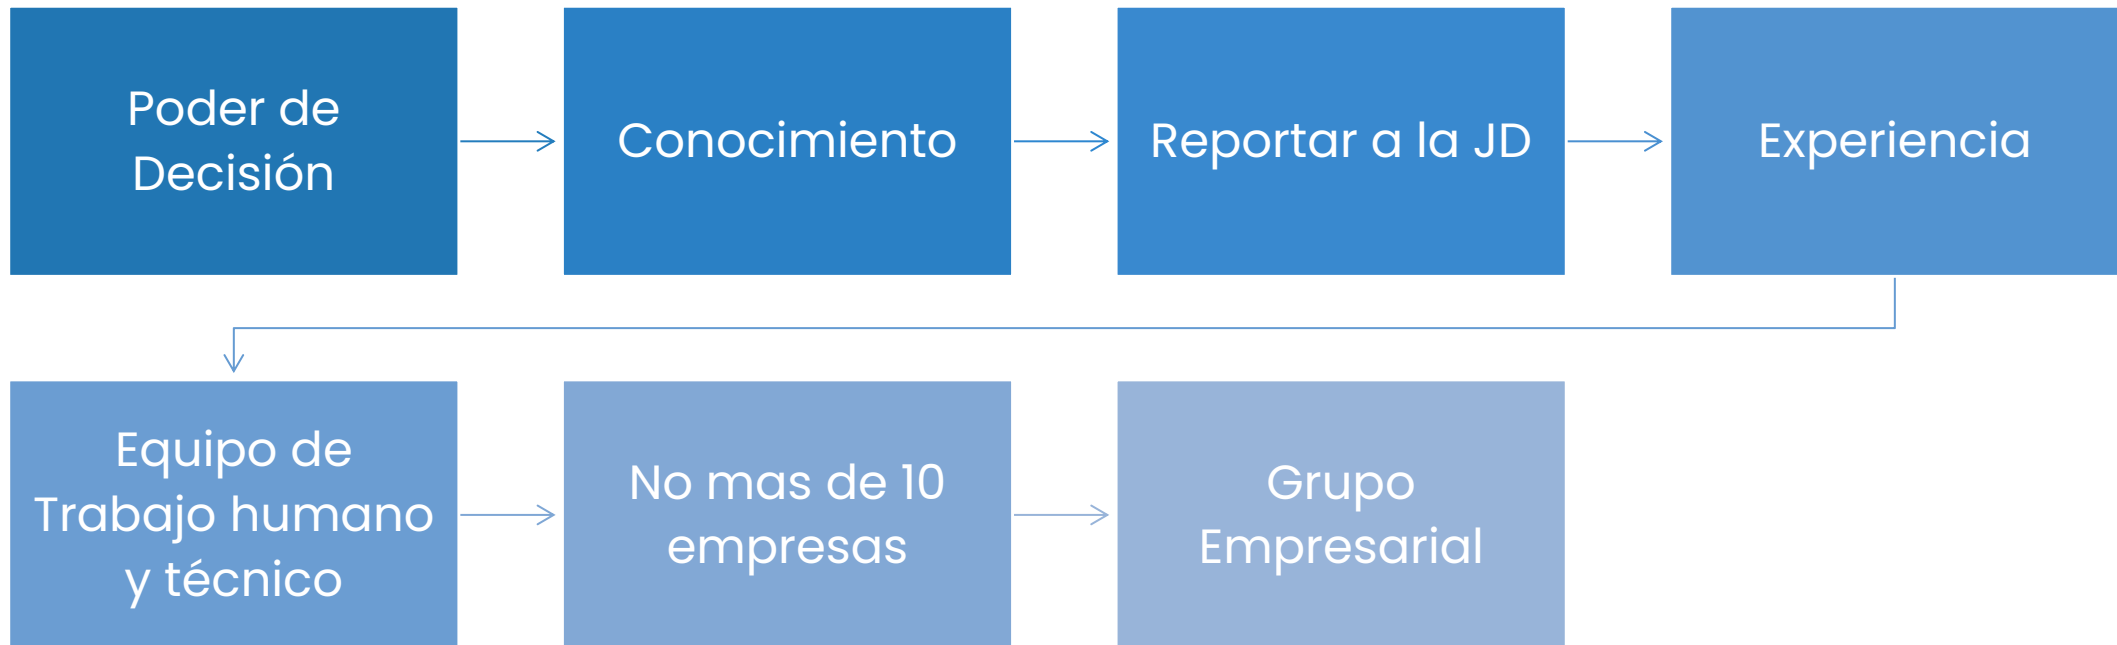 Poder de
Decisión
Conocimiento
Reportar a la JD
Experiencia
Equipo de
Trabajo humano
y técnico
No mas de 10
empresas
Grupo
Empresarial